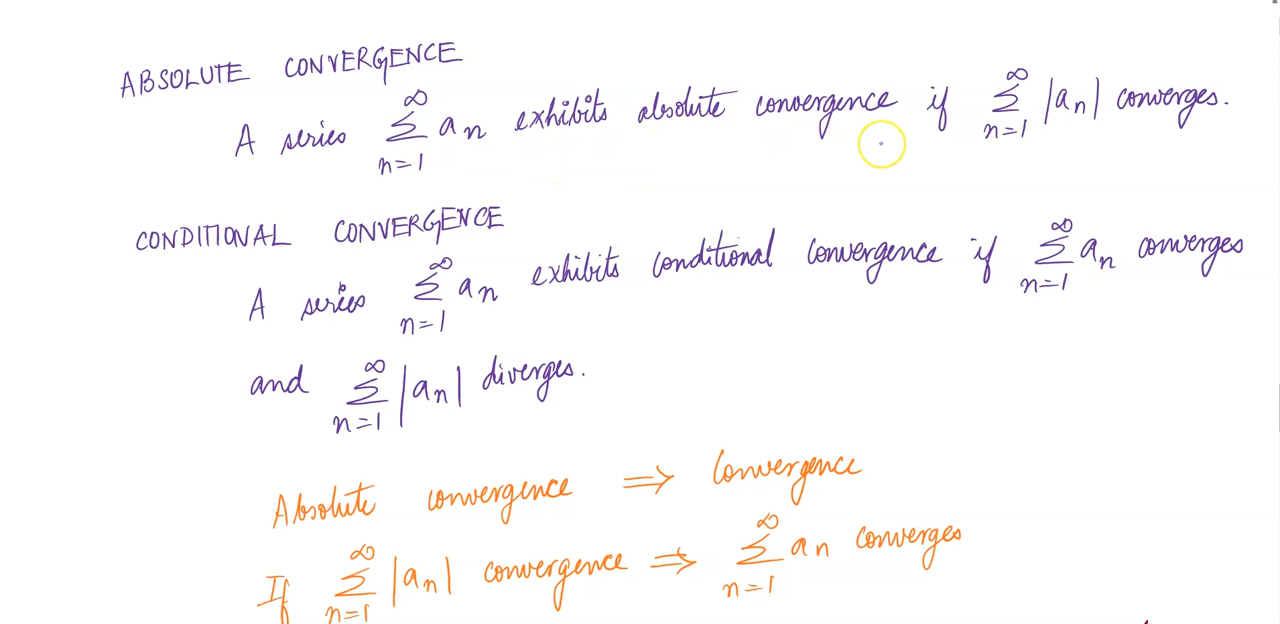 ABSOLUTE CONVERGENCE
A series ∑_{n=1}^{∞} a_n exhibits absolute convergence if ∑_{n=1}^{∞} |a_n| converges.
CONDITIONAL CONVERGENCE
A series ∑_{n=1}^{∞} a_n exhibits conditional convergence if ∑_{n=1}^{∞} a_n converges
and ∑_{n=1}^{∞} |a_n| diverges.
Absolute convergence ⟹ Convergence
If ∑_{n=1}^{∞} |a_n| convergence ⟹ ∑_{n=1}^{∞} a_n converges